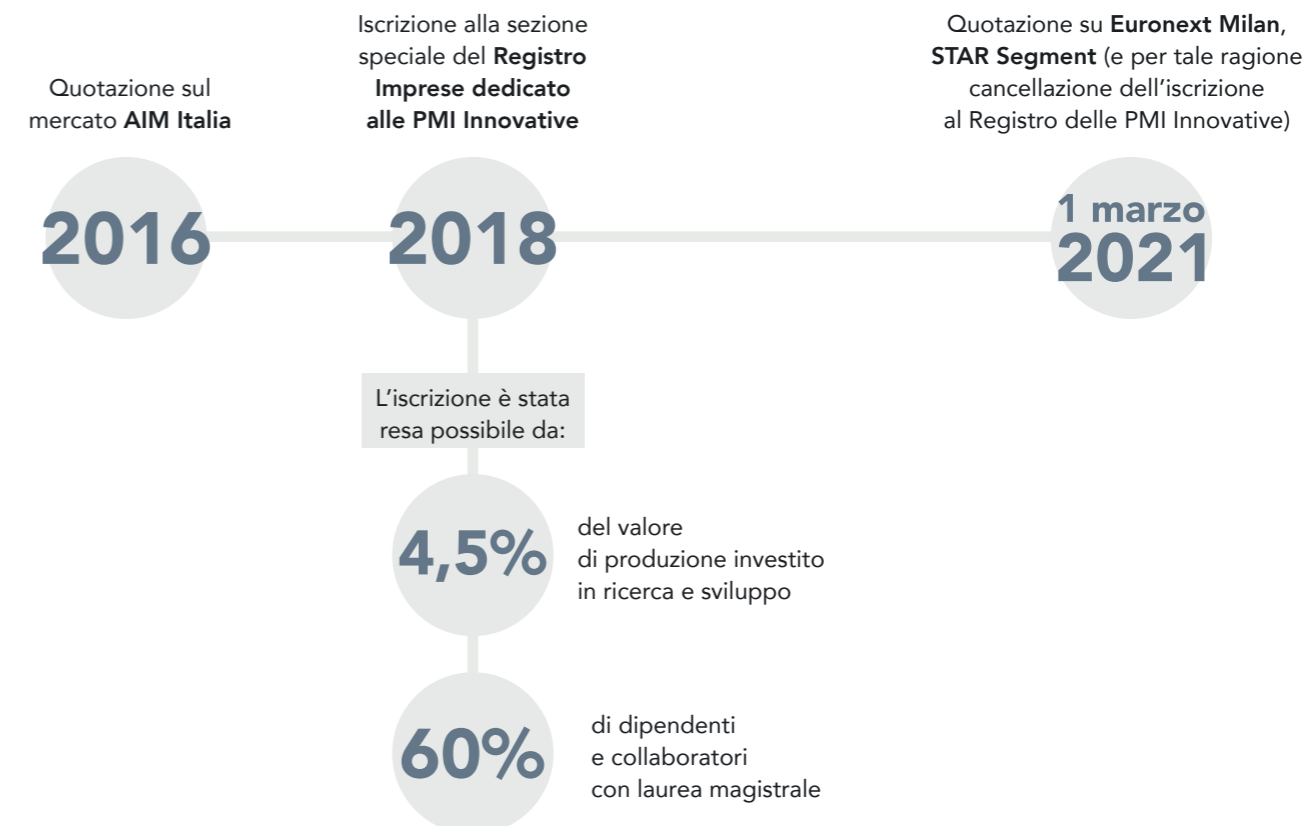 Quotazione sul
mercato AIM Italia
2016
Iscrizione alla sezione
speciale del Registro
Imprese dedicato
alle PMI Innovative
2018
Quotazione su Euronext Milan,
STAR Segment (e per tale ragione
cancellazione dell’iscrizione
al Registro delle PMI Innovative)
1 marzo
2021
L’iscrizione è stata
resa possibile da:
4,5%
del valore
di produzione investito
in ricerca e sviluppo
60%
di dipendenti
e collaboratori
con laurea magistrale